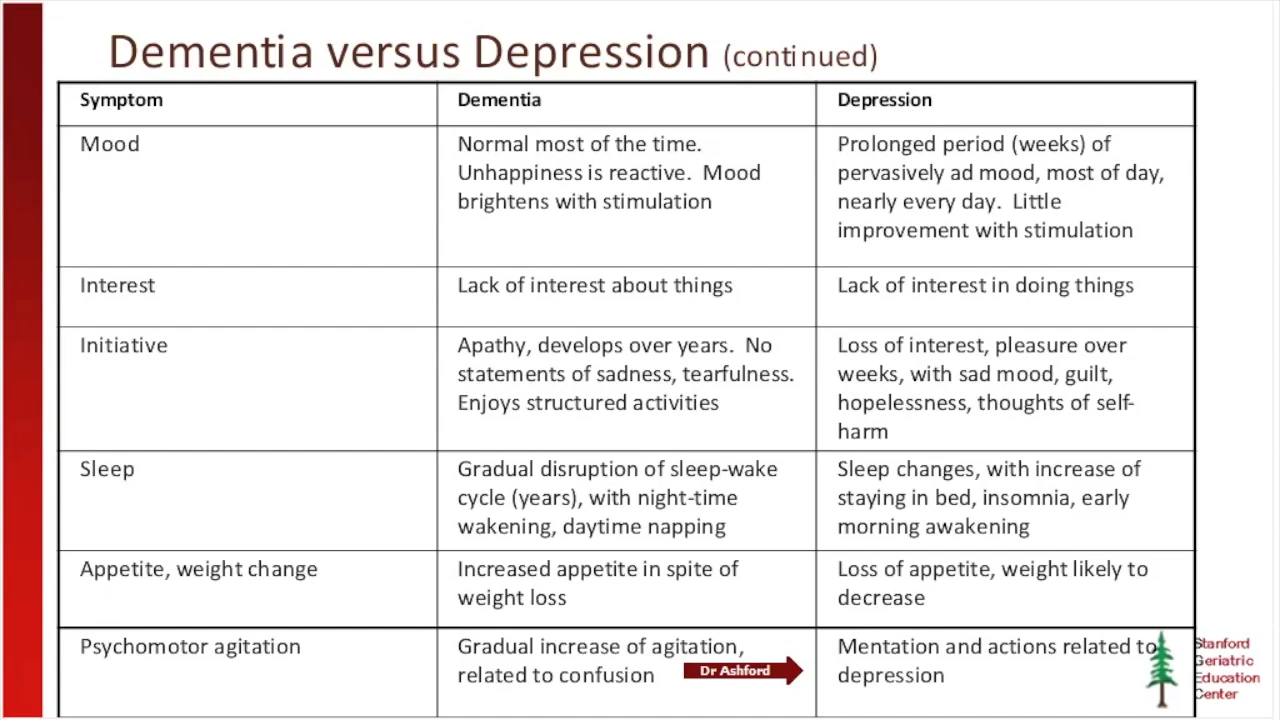 Dementia versus Depression (continued)
Symptom
Dementia
Depression
Mood
Normal most of the time.
Unhappiness is reactive. Mood
brightens with stimulation
Prolonged period (weeks) of
pervasively ad mood, most of day,
nearly every day. Little
improvement with stimulation
Interest
Lack of interest about things
Lack of interest in doing things
Initiative
Apathy, develops over years. No
statements of sadness, tearfulness.
Enjoys structured activities
Loss of interest, pleasure over
weeks, with sad mood, guilt,
hopelessness, thoughts of self-
harm
Sleep
Gradual disruption of sleep-wake
cycle (years), with night-time
wakening, daytime napping
Sleep changes, with increase of
staying in bed, insomnia, early
morning awakening
Appetite, weight change
Increased appetite in spite of
weight loss
Loss of appetite, weight likely to
decrease
Psychomotor agitation
Gradual increase of agitation,
related to confusion
Dr Ashford
Mentation and actions related to
depression
Stanford
Geriatric
Education
Center